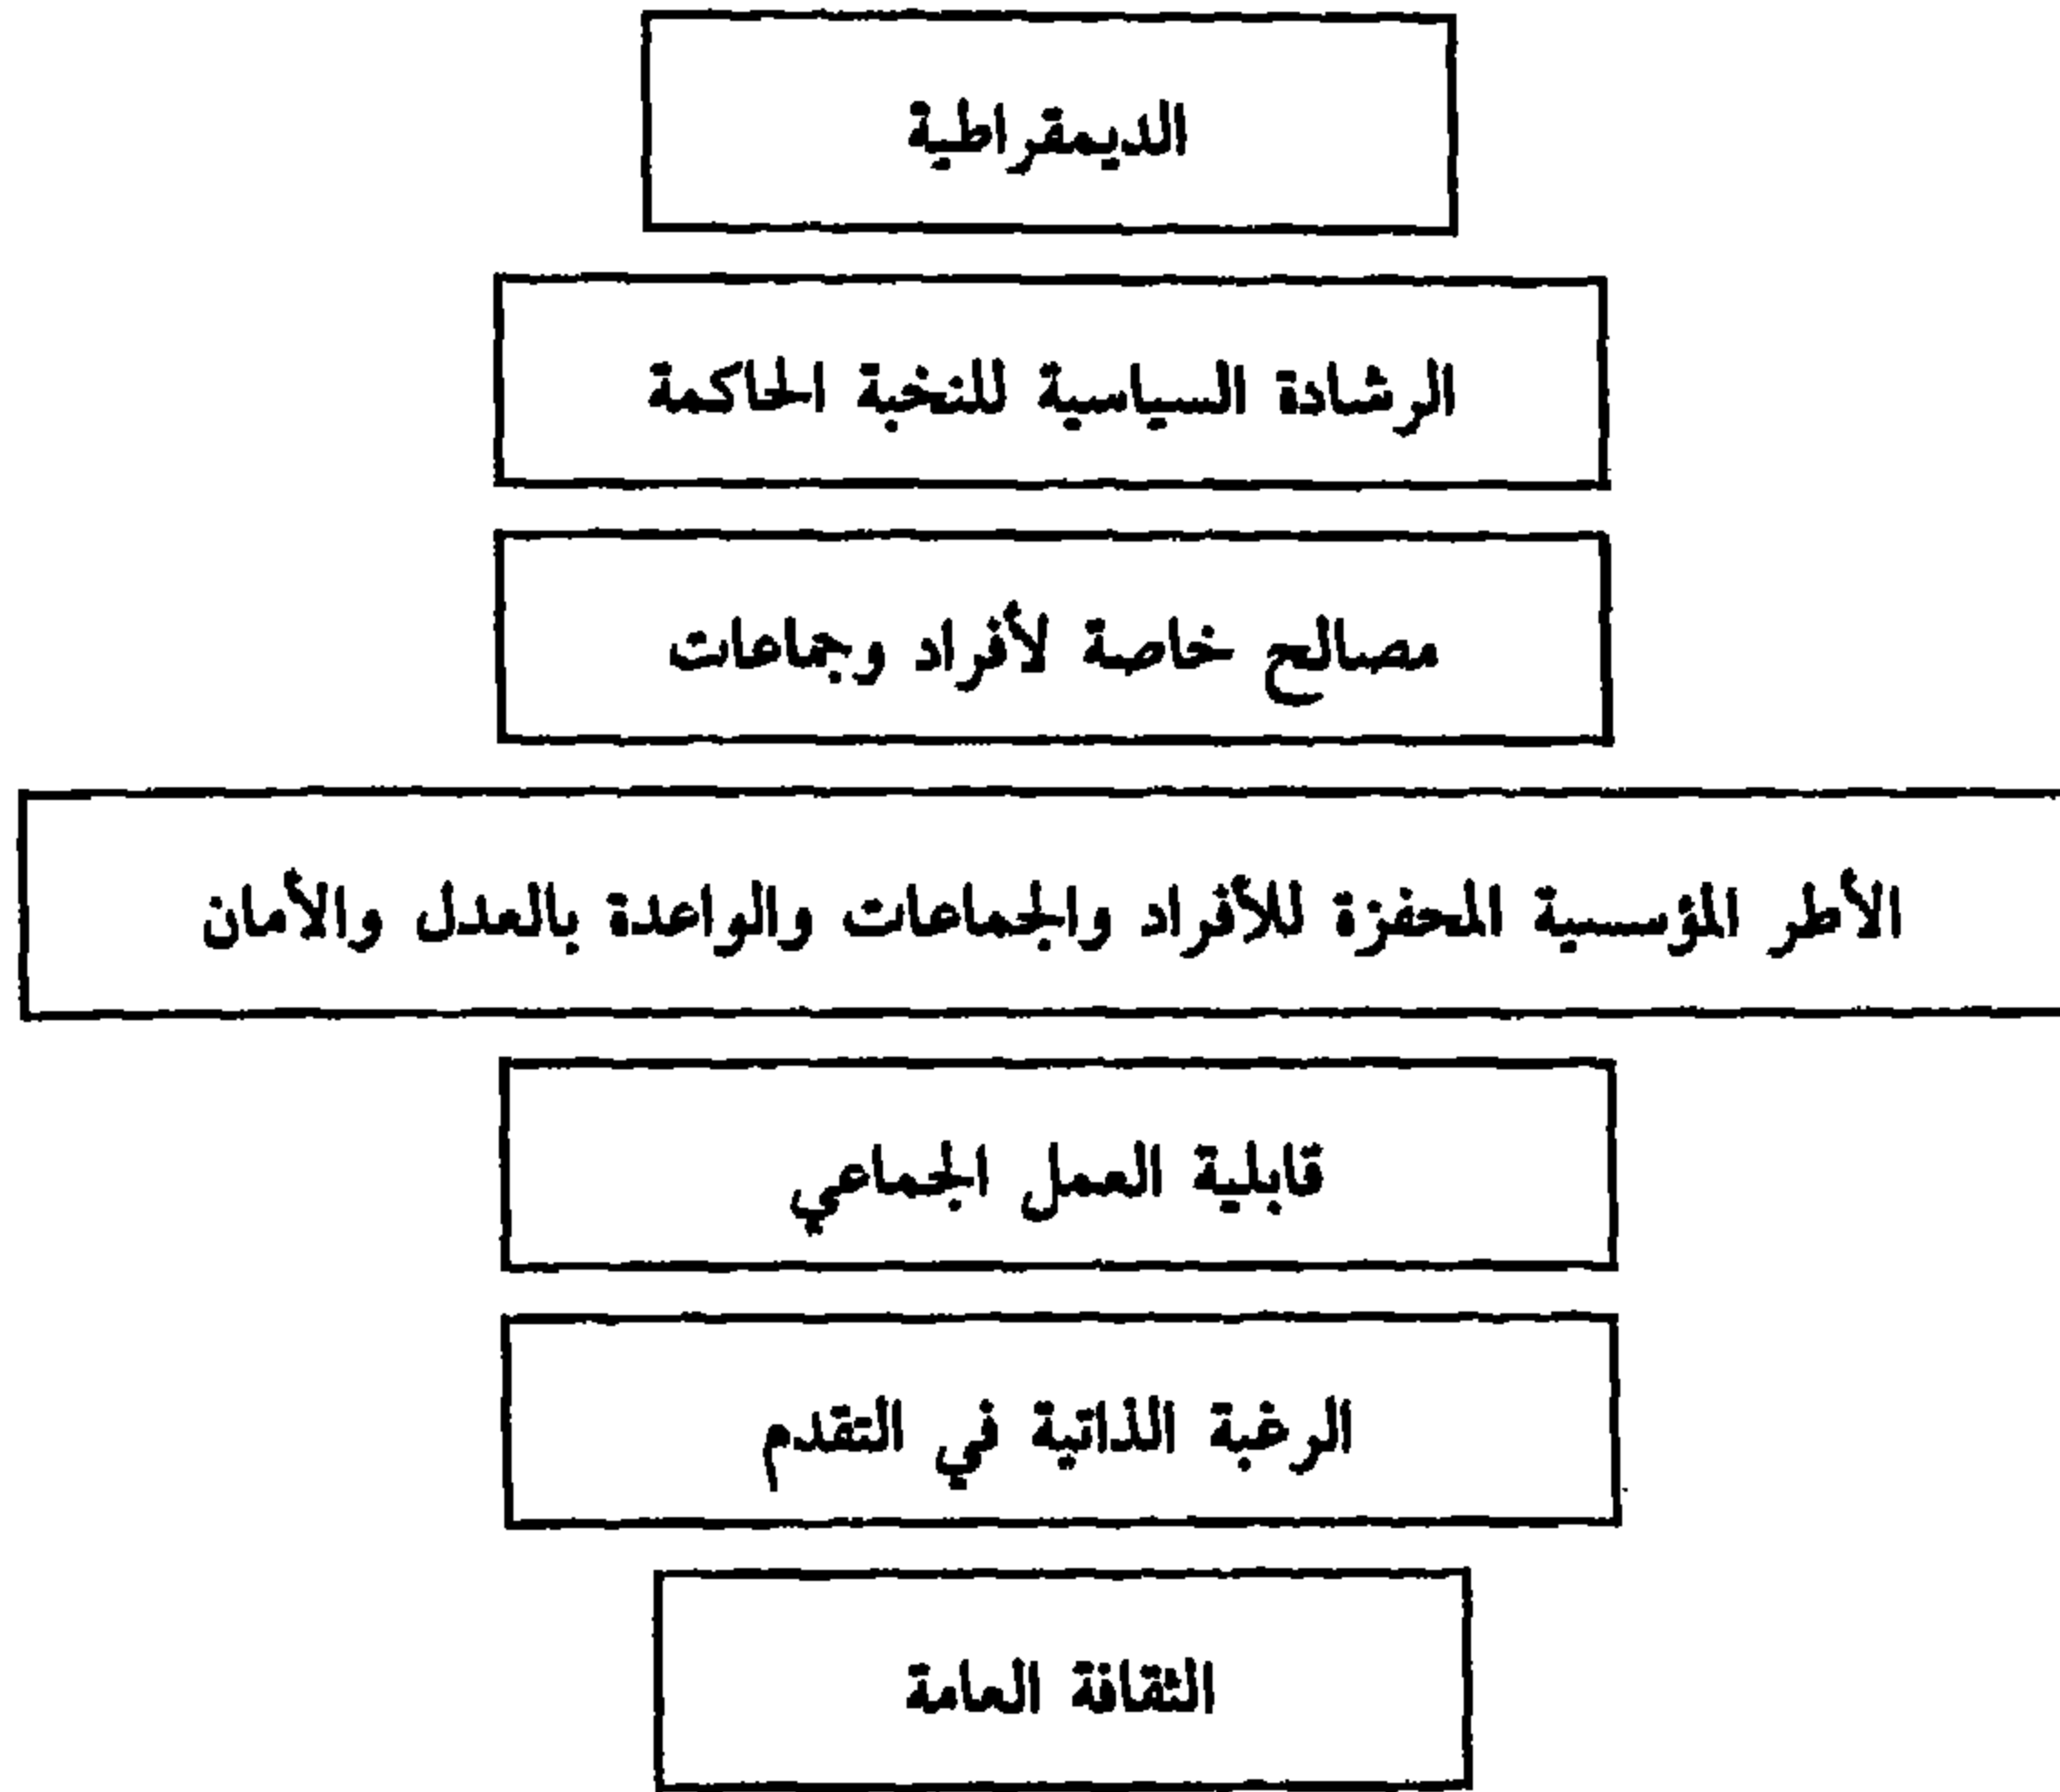 الديمقراطية
الرشادة السياسية للنخبة الحاكمة
مصالح خاصة لأفراد وجماعات
الأطر المؤسسية المحفزة للأفراد والجماعات والواعدة بالعدل والأمان
قابلية العمل الجماعي
الرغبة الذاتية في التقدم
الثقافة العامة